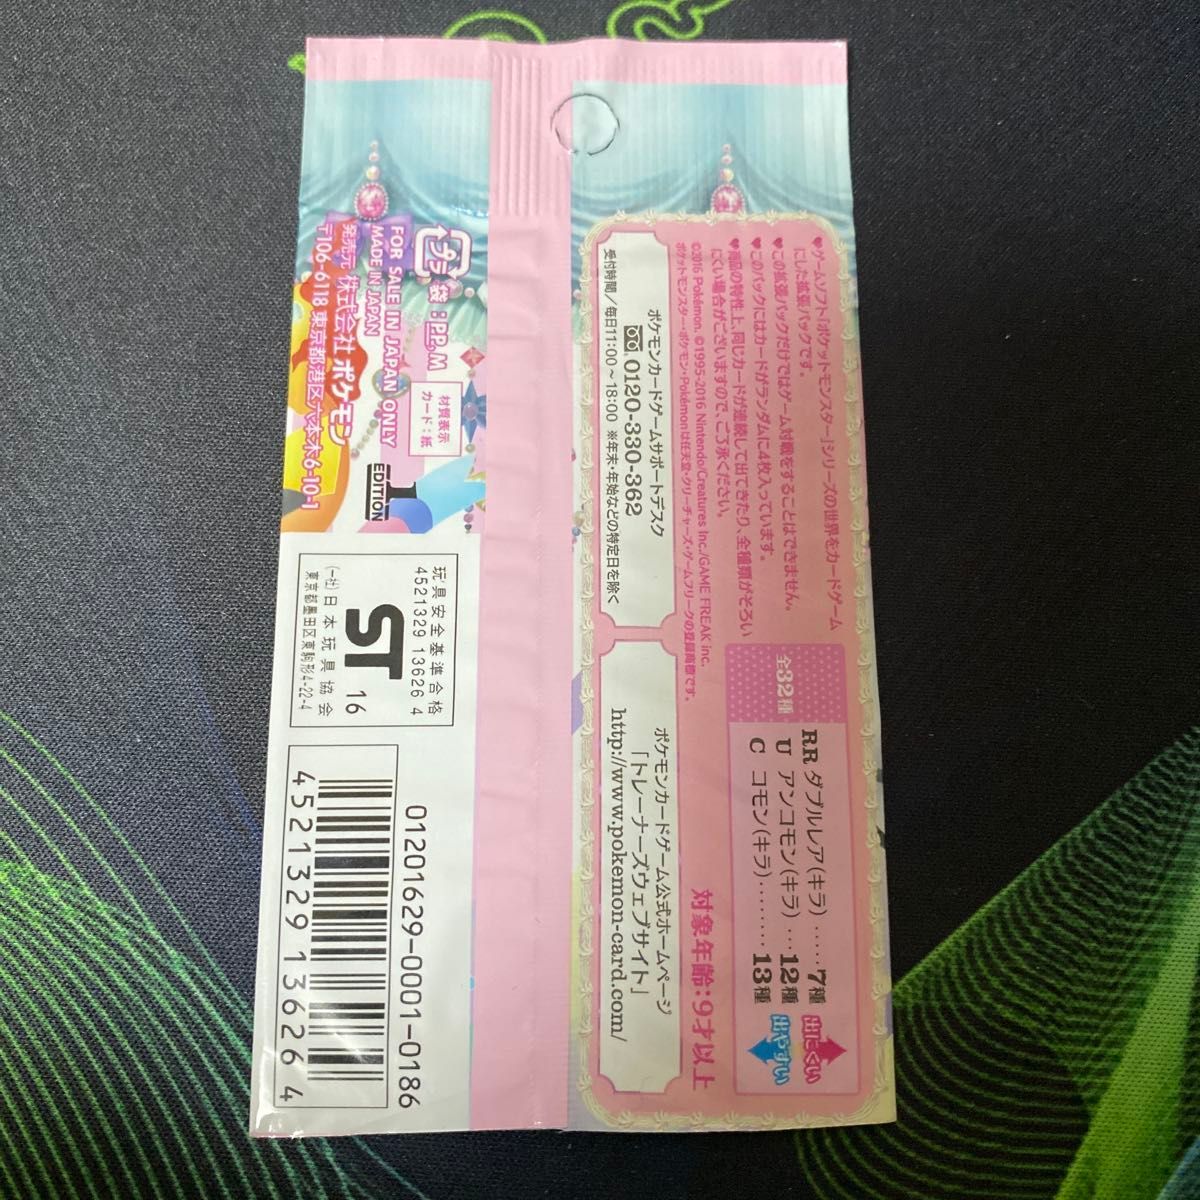 ♥ゲームソフト「ポケットモンスター」シリーズの世界をカードゲーム
にした拡張パックです。
♥この拡張パックだけではゲーム対戦をすることはできません。
♥このパックにはカードがランダムに4枚入っています。
♥商品の特性上、同じカードが連続して出てきたり、全種類がそろい
にくい場合がございますので、ご了承ください。
©2016 Pokémon. ©1995-2016 Nintendo/Creatures Inc./GAME FREAK inc.
ポケットモンスター・ポケモン・Pokémonは任天堂・クリーチャーズ・ゲームフリークの登録商標です。
全32種
RR ダブルレア(キラ)‥‥‥7種
U アンコモン(キラ)‥‥12種
C コモン(キラ)‥‥‥‥13種
出にくい
出やすい
対象年齢:9才以上
ポケモンカードゲームサポートデスク
0120-330-362
受付時間/毎日11:00~18:00 ※年末・年始などの特定日を除く
ポケモンカードゲーム公式ホームページ
「トレーナーズウェブサイト」
http://www.pokemon-card.com/
プラ
袋:P.P, M
材質表示
カード:紙
FOR SALE IN JAPAN ONLY
MADE IN JAPAN
発売元 株式会社ポケモン
〒106-6118 東京都港区六本木6-10-1
1
EDITION
玩具安全基準合格
4521329 13626 4
ST 16
(一社)日本玩具協会
東京都墨田区東駒形4-22-4
01201629-0001-0186
4521329136264